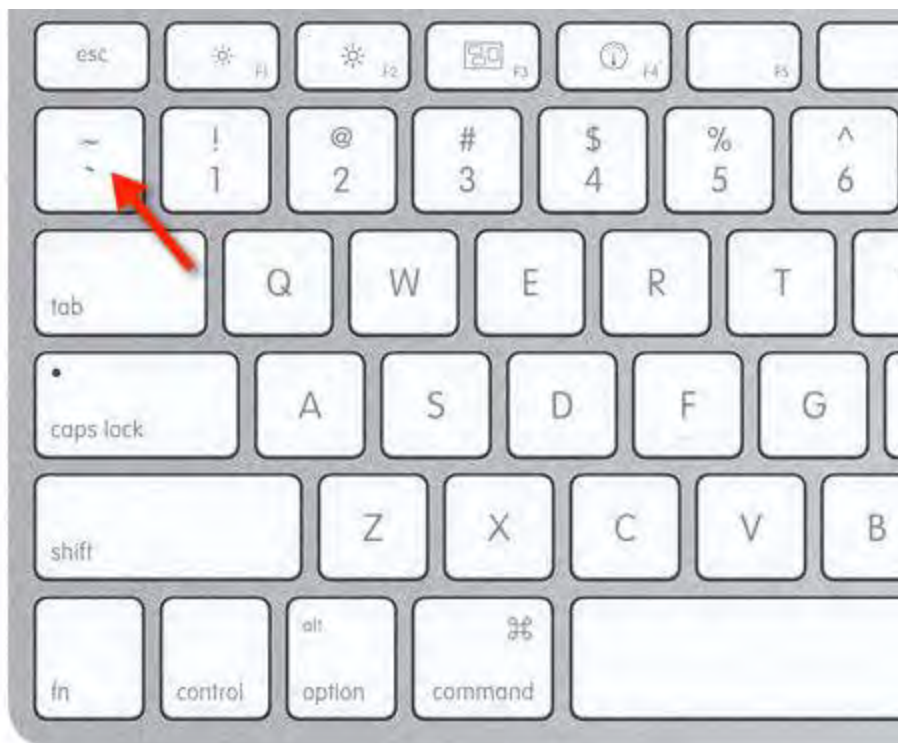 esc F1 F2 F3 F4 F5
~ ! @ # $ % ^
` 1 2 3 4 5 6
tab Q W E R T
caps lock A S D F G
shift Z X C V B
alt ⌘
fn control option command